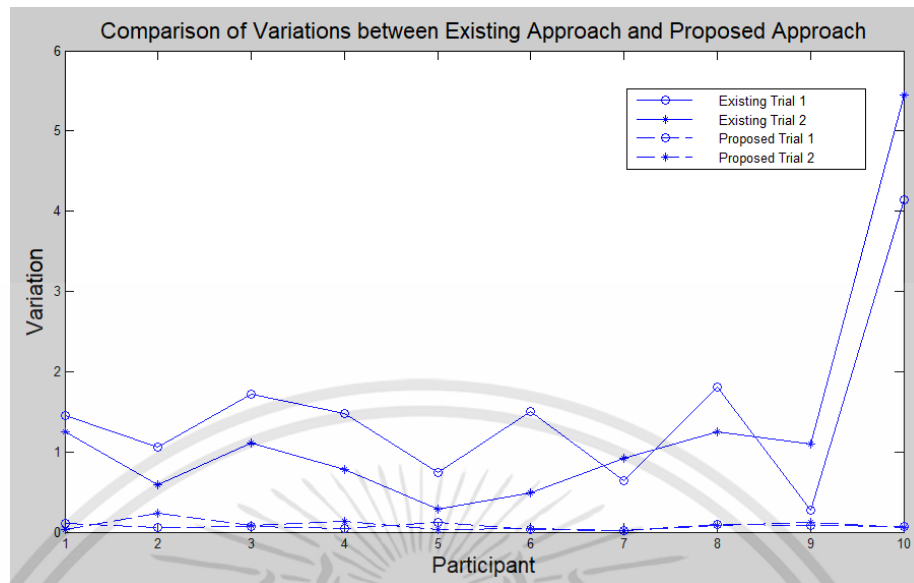 Comparison of Variations between Existing Approach and Proposed Approach
6
5
4
3
2
1
0
Variation
Existing Trial 1
Existing Trial 2
Proposed Trial 1
Proposed Trial 2
1 2 3 4 5 6 7 8 9 10
Participant